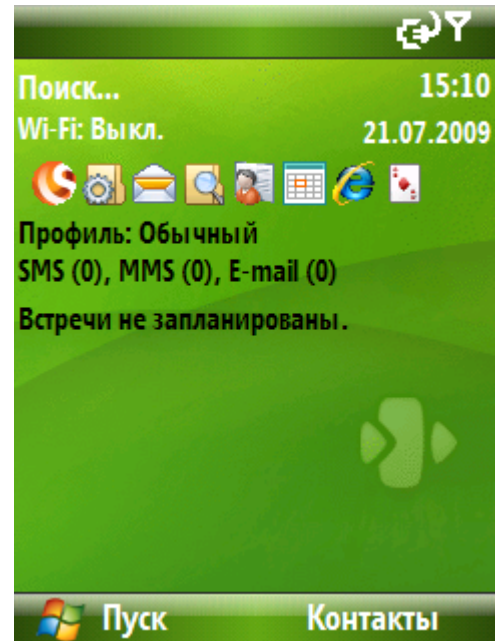 Поиск... 15:10
Wi-Fi: Выкл. 21.07.2009
Профиль: Обычный
SMS (0), MMS (0), E-mail (0)
Встречи не запланированы.
Пуск Контакты